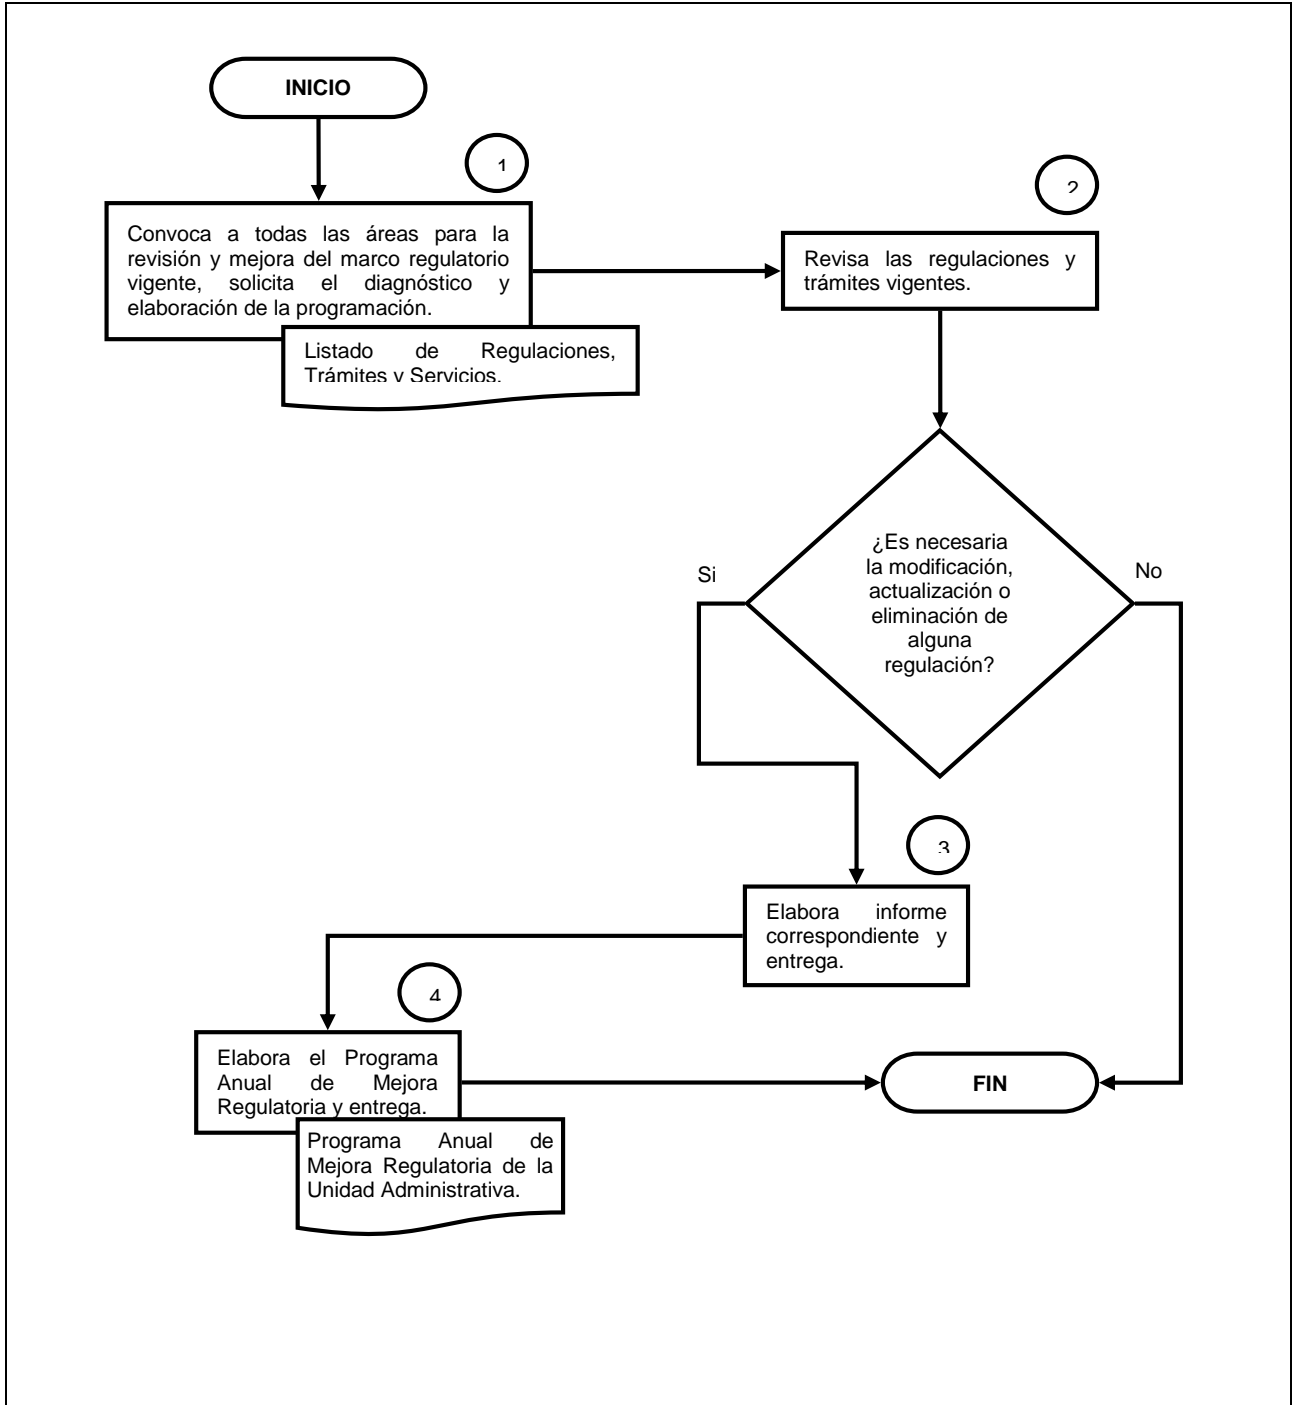 INICIO
1
2
Convoca a todas las áreas para la
revisión y mejora del marco regulatorio
vigente, solicita el diagnóstico y
elaboración de la programación.
Revisa las regulaciones y
trámites vigentes.
Listado de Regulaciones,
Trámites y Servicios.
¿Es necesaria
la modificación,
actualización o
eliminación de
alguna
regulación?
Si
No
3
Elabora informe
correspondiente y
entrega.
4
Elabora el Programa
Anual de Mejora
Regulatoria y entrega.
FIN
Programa Anual de
Mejora Regulatoria de la
Unidad Administrativa.